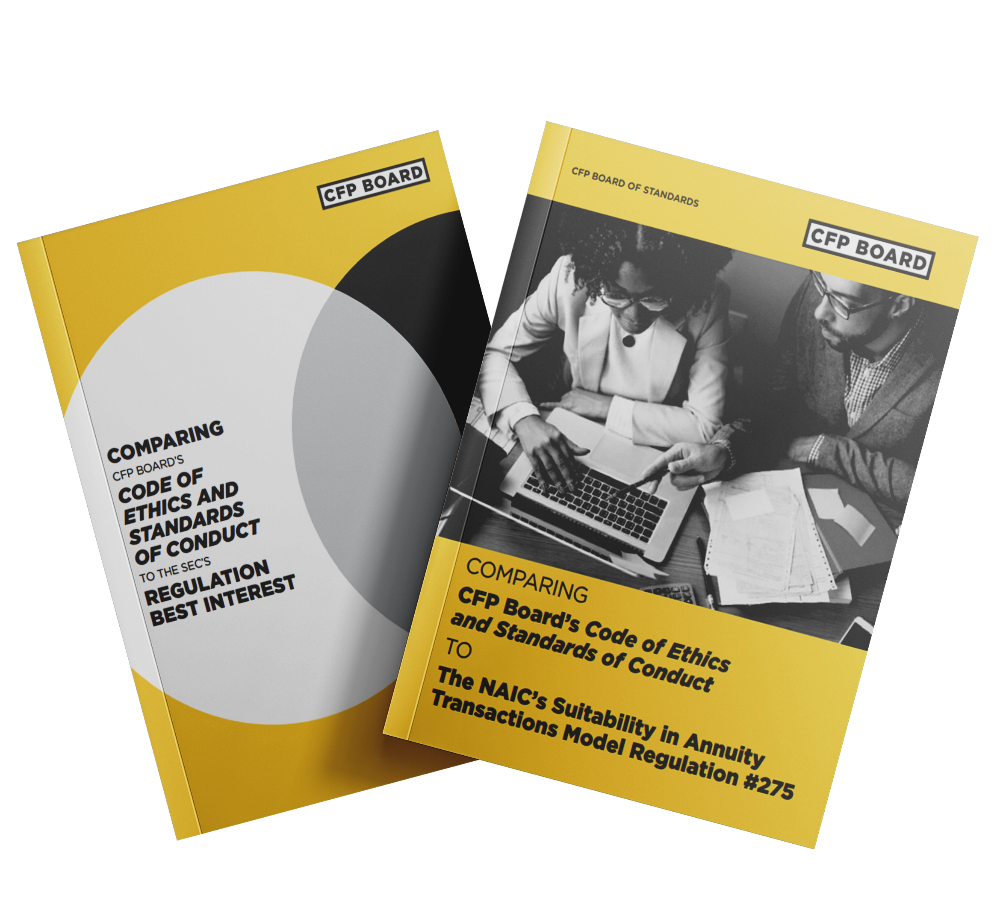 CFP BOARD
COMPARING
CFP BOARD'S
CODE OF
ETHICS AND
STANDARDS
OF CONDUCT
TO THE SEC'S
REGULATION
BEST INTEREST
CFP BOARD OF STANDARDS
CFP BOARD
COMPARING
CFP Board's Code of Ethics
and Standards of Conduct
TO
The NAIC's Suitability in Annuity
Transactions Model Regulation #275